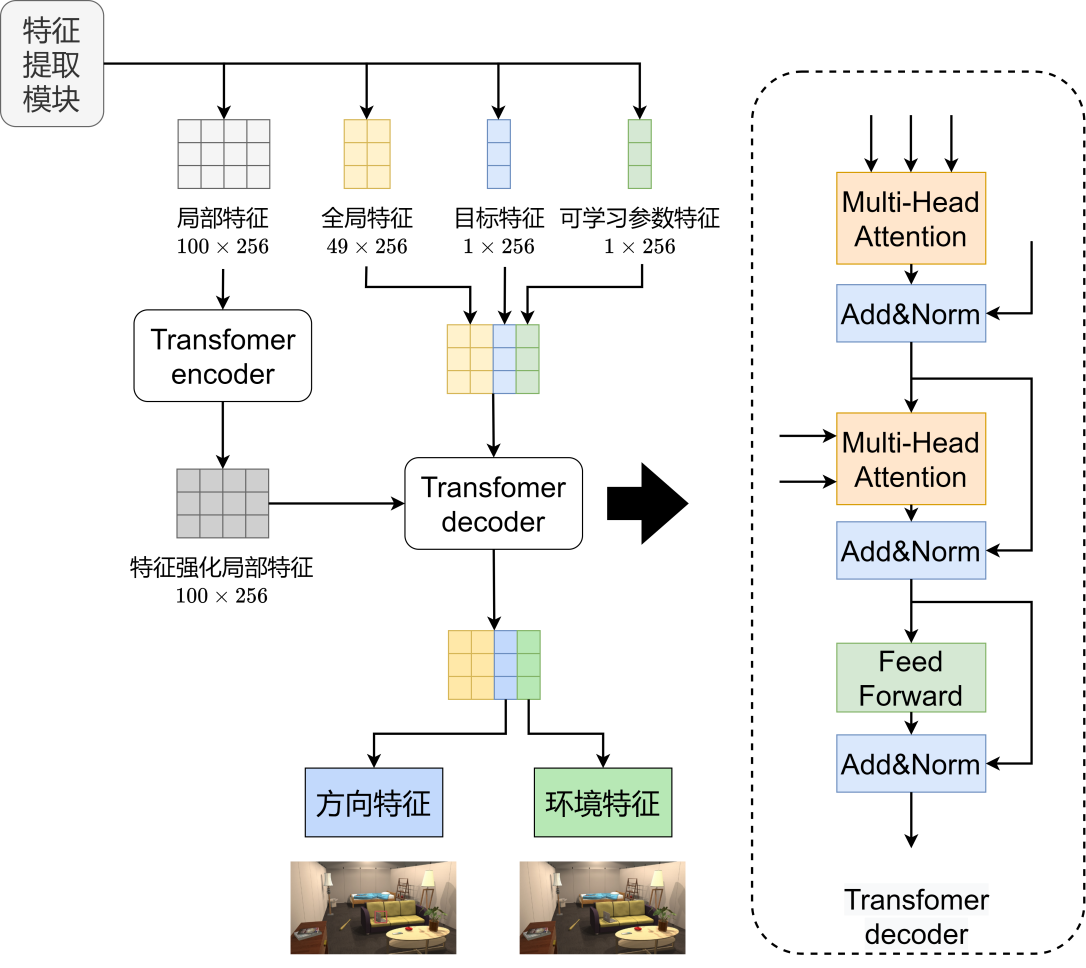 特征
提取
模块
局部特征
100 × 256
全局特征
49 × 256
目标特征
1 × 256
可学习参数特征
1 × 256
Transfomer
encoder
特征强化局部特征
100 × 256
Transfomer
decoder
方向特征
环境特征
Multi-Head
Attention
Add&Norm
Multi-Head
Attention
Add&Norm
Feed
Forward
Add&Norm
Transfomer
decoder